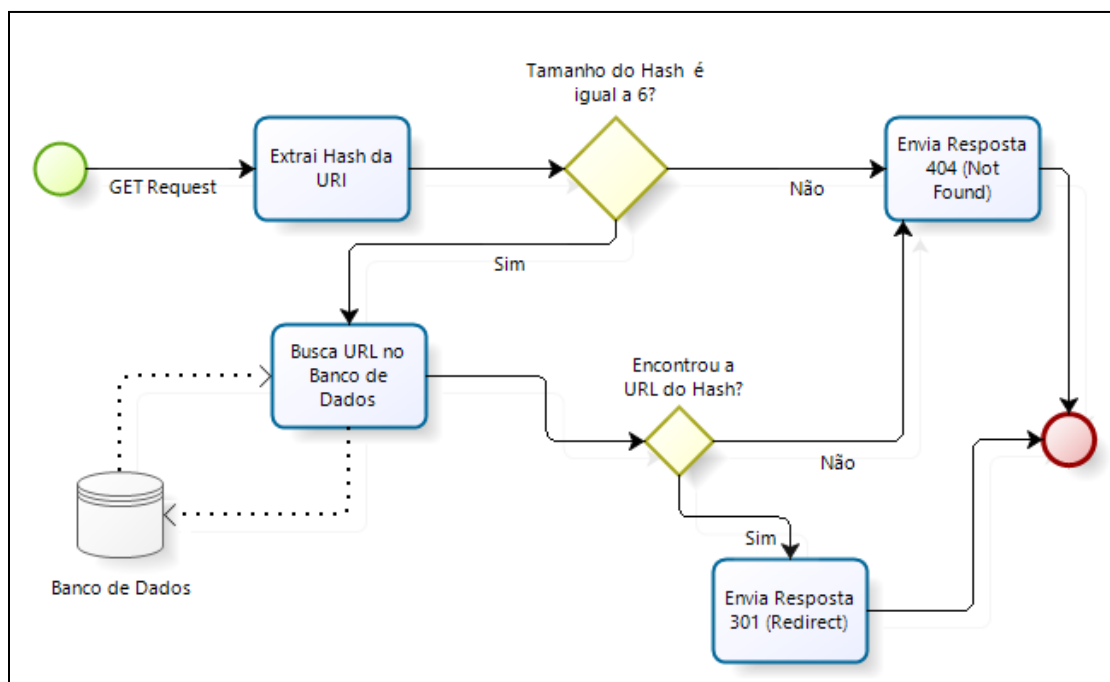 Tamanho do Hash é
igual a 6?
GET Request
Extrai Hash da
URI
Não
Envia Resposta
404 (Not
Found)
Sim
Busca URL no
Banco de
Dados
Encontrou a
URL do Hash?
Não
Sim
Banco de Dados
Envia Resposta
301 (Redirect)